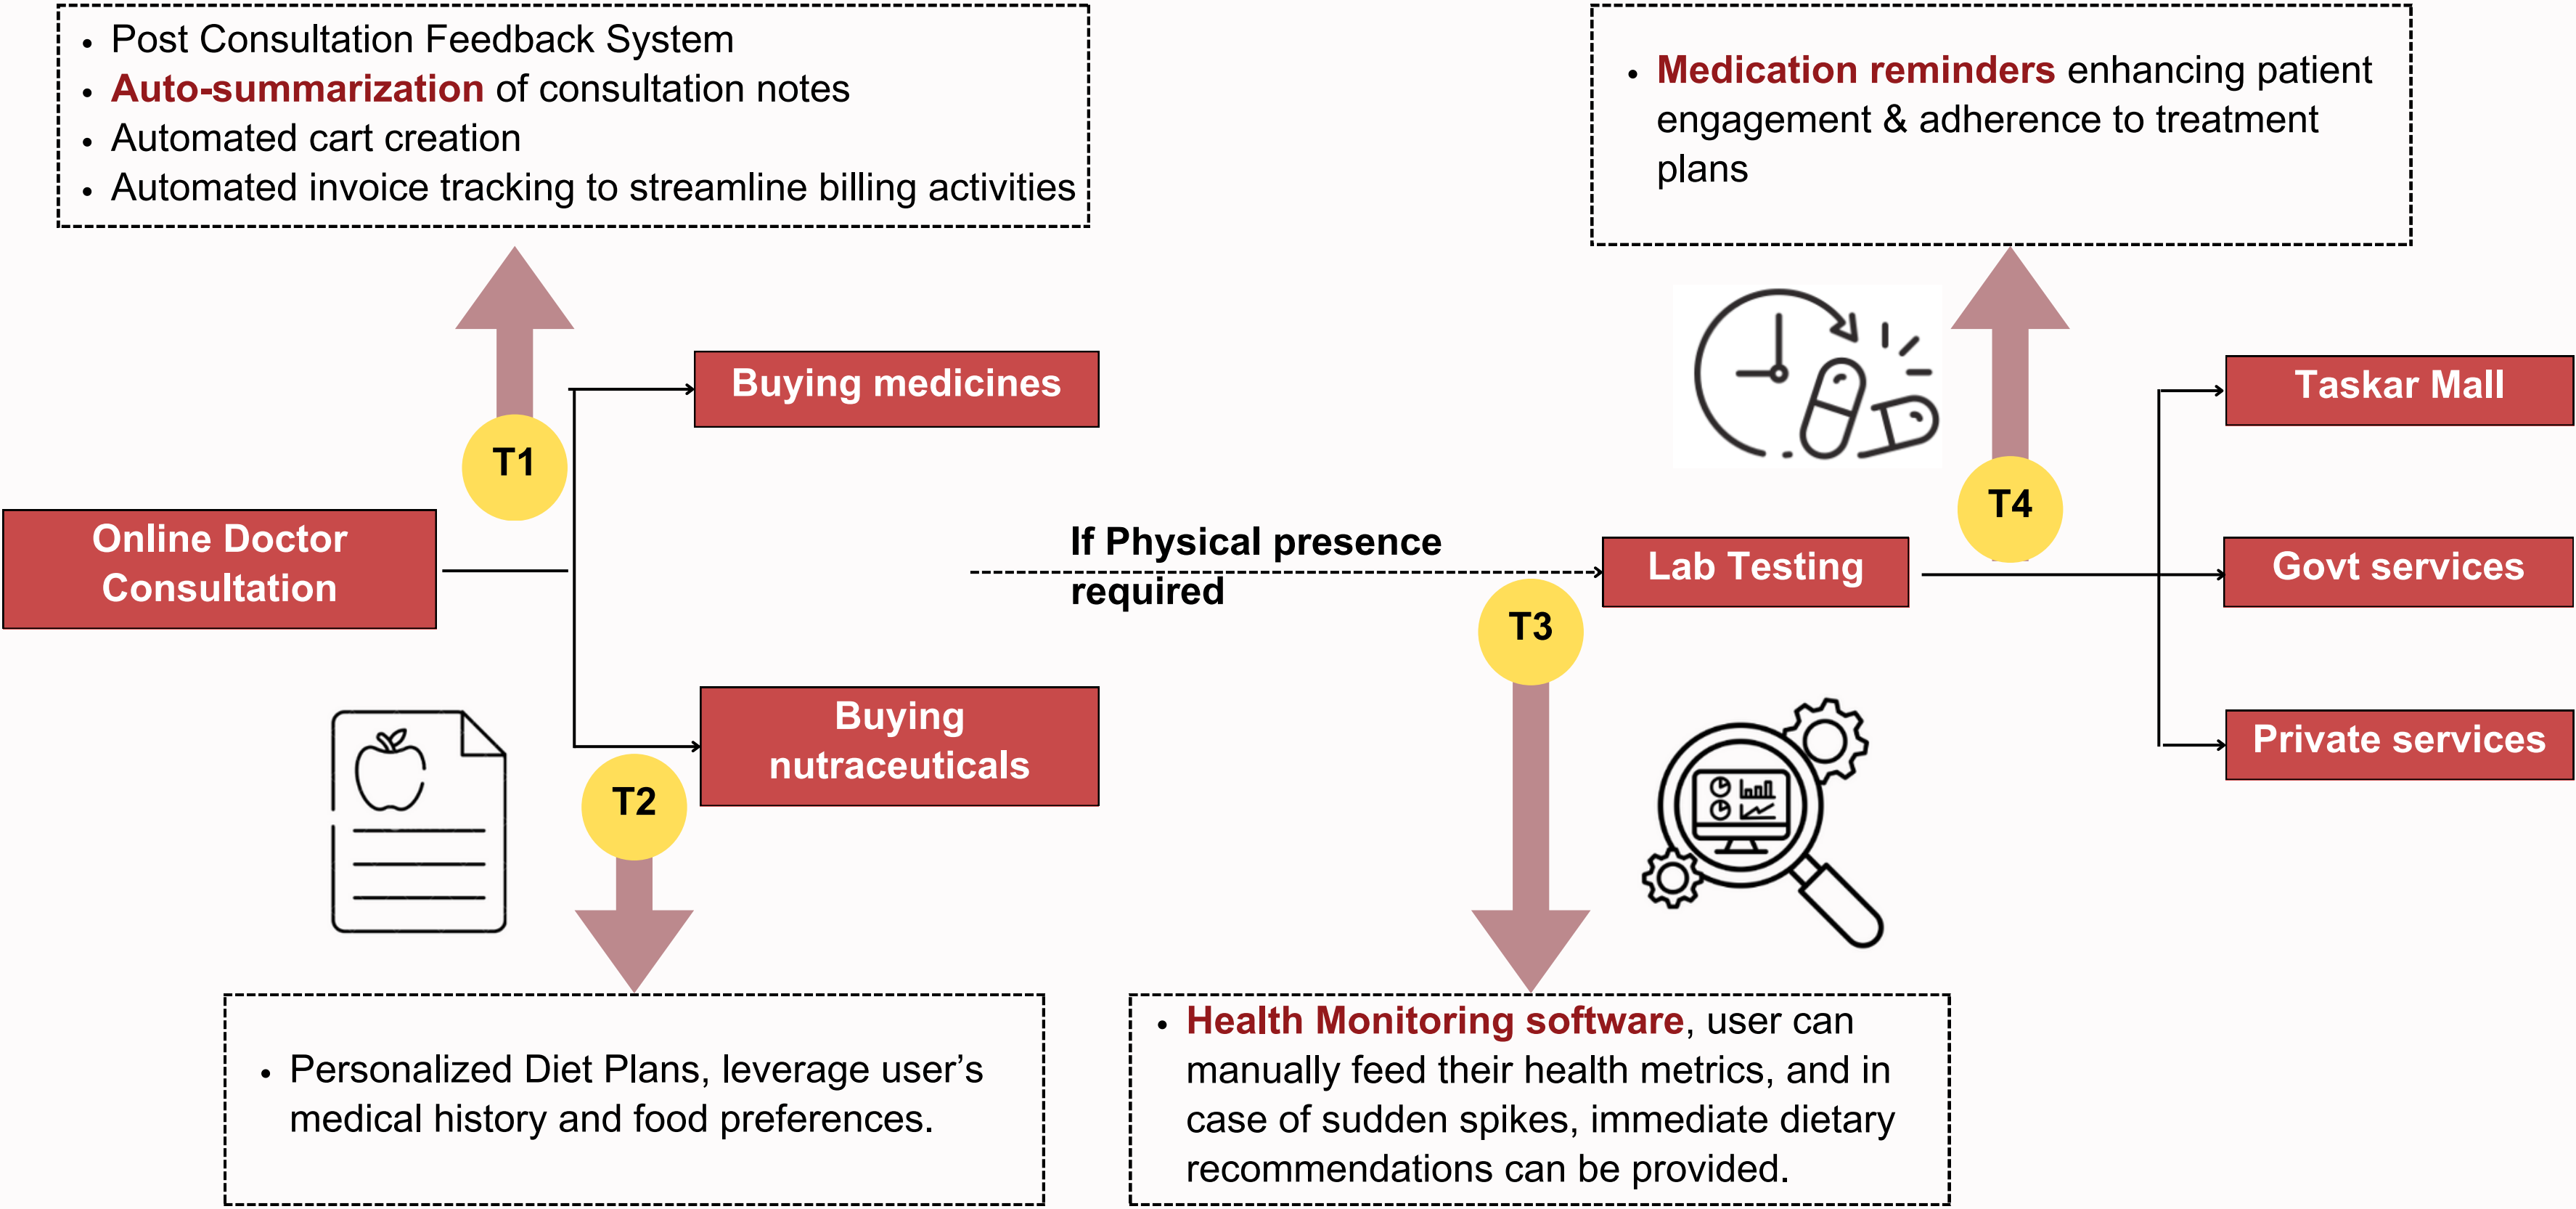 • Post Consultation Feedback System
• Auto-summarization of consultation notes
• Automated cart creation
• Automated invoice tracking to streamline billing activities
• Medication reminders enhancing patient
engagement & adherence to treatment
plans
T1
Buying medicines
Online Doctor
Consultation
T2
Buying
nutraceuticals
If Physical presence
required
T3
Lab Testing
T4
Taskar Mall
Govt services
Private services
• Personalized Diet Plans, leverage user’s
medical history and food preferences.
• Health Monitoring software, user can
manually feed their health metrics, and in
case of sudden spikes, immediate dietary
recommendations can be provided.